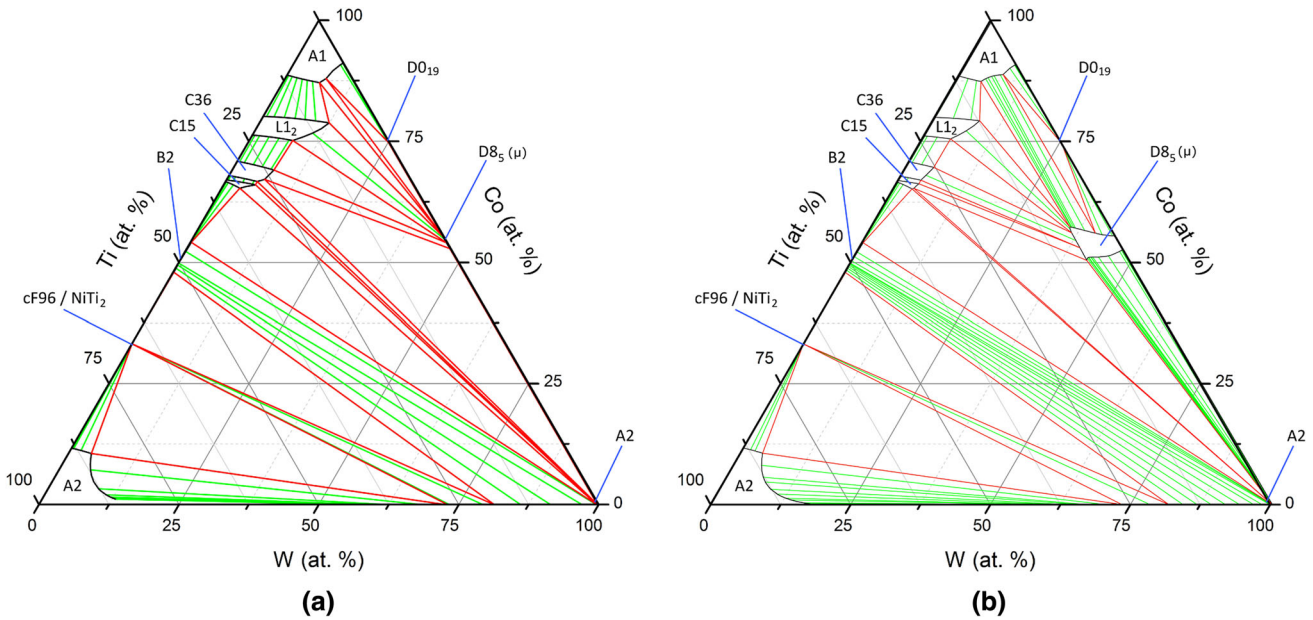 100
A1
D0₁₉
C36
25
C15
L1₂
75
B2
D8₅ (μ)
Ti (at. %)
Co (at. %)
50
50
cF96 / NiTi₂
75
25
A2
100
A2
0
0
25
50
75
100
W (at. %)
(a)
100
A1
D0₁₉
C36
25
C15
L1₂
75
B2
D8₅ (μ)
Ti (at. %)
Co (at. %)
50
50
cF96 / NiTi₂
75
25
A2
100
A2
0
0
25
50
75
100
W (at. %)
(b)